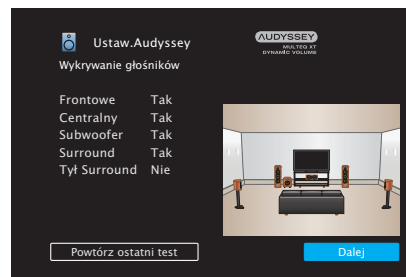 Ustaw.Audyssey
AUDYSSEY
MULTEQ XT
DYNAMIC VOLUME
Wykrywanie głośników
Frontowe Tak
Centralny Tak
Subwoofer Tak
Surround Tak
Tył Surround Nie
Powtórz ostatni test
Dalej